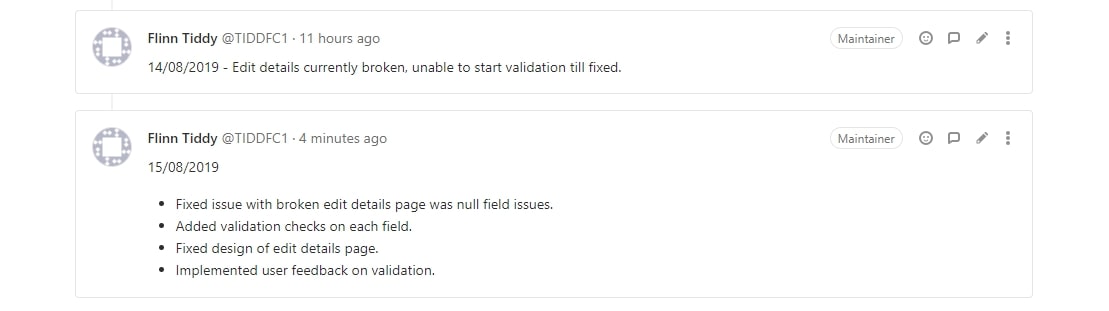 Flinn Tiddy @TIDDFC1 · 11 hours ago Maintainer
14/08/2019 - Edit details currently broken, unable to start validation till fixed.
Flinn Tiddy @TIDDFC1 · 4 minutes ago Maintainer
15/08/2019
• Fixed issue with broken edit details page was null field issues.
• Added validation checks on each field.
• Fixed design of edit details page.
• Implemented user feedback on validation.